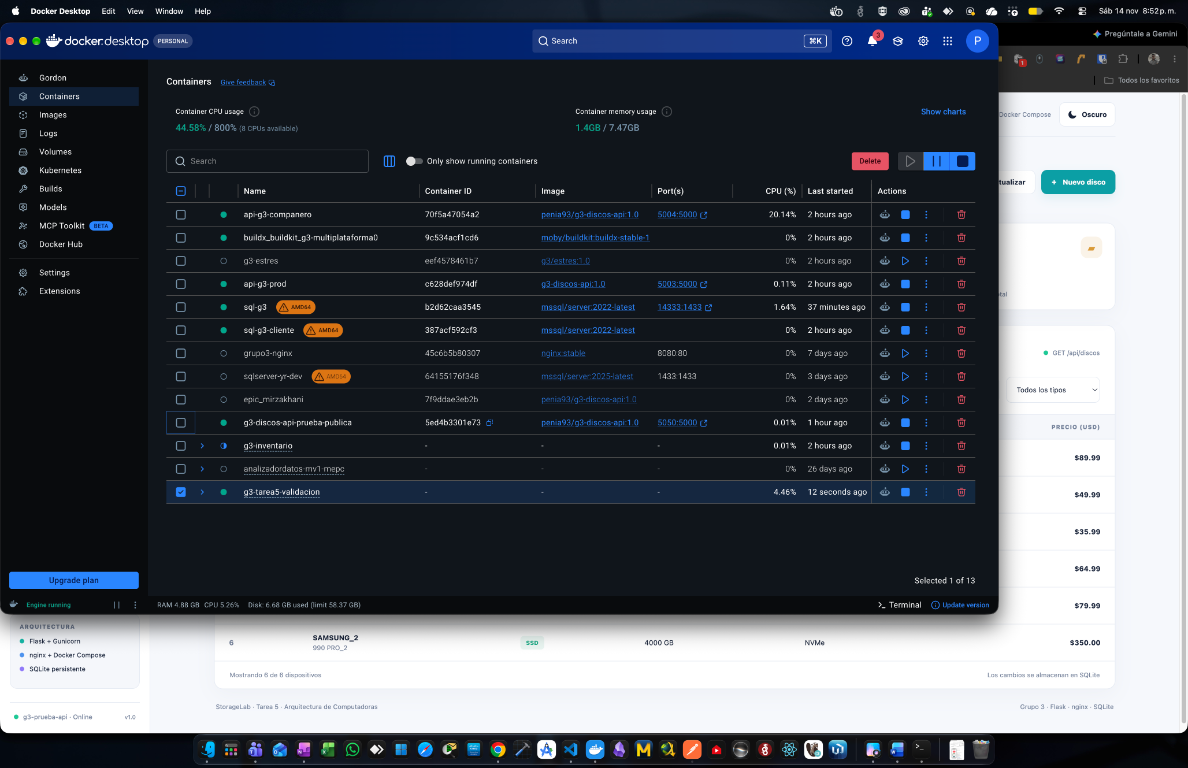 Docker Desktop Edit View Window Help
Sáb 14 nov 8:52 p.m.
docker.desktop PERSONAL
Search ⌘K
3
P
Pregúntale a Gemini
1
Todos los favoritos
Gordon
Containers
Images
Logs
Volumes
Kubernetes
Builds
Models
MCP Toolkit BETA
Docker Hub
Settings
Extensions
Upgrade plan
Engine running
Containers Give feedback
Container CPU usage
44.58% / 800% (8 CPUs available)
Container memory usage
1.4GB / 7.47GB
Show charts
Search
Only show running containers
Delete
Name Container ID Image Port(s) CPU (%) Last started Actions
api-g3-companero 70f5a47054a2 penia93/g3-discos-api:1.0 5004:5000 20.14% 2 hours ago
buildx_buildkit_g3-multiplataforma0 9c534acf1cd6 moby/buildkit:buildx-stable-1 0% 2 hours ago
g3-estres eef4578461b7 g3/estres:1.0 0% 2 hours ago
api-g3-prod c628def974df g3-discos-api:1.0 5003:5000 0.11% 2 hours ago
sql-g3 AMD64 b2d62caa3545 mssql/server:2022-latest 14333:1433 1.64% 37 minutes ago
sql-g3-cliente AMD64 387acf592cf3 mssql/server:2022-latest 0% 2 hours ago
grupo3-nginx 45c6b5b80307 nginx:stable 8080:80 0% 7 days ago
sqlserver-yr-dev AMD64 64155176f348 mssql/server:2025-latest 1433:1433 0% 3 days ago
epic_mirzakhani 7f9ddae3eb2b penia93/g3-discos-api:1.0 0% 2 days ago
g3-discos-api-prueba-publica 5ed4b3301e73 penia93/g3-discos-api:1.0 5050:5000 0.01% 1 hour ago
g3-inventario - - - 0.01% 2 hours ago
analizadordatos-mv1-mepc - - - 0% 26 days ago
g3-tarea5-validacion - - - 4.46% 12 seconds ago
Selected 1 of 13
RAM 4.88 GB CPU 5.26% Disk: 6.68 GB used (limit 58.37 GB)
Terminal Update version
Docker Compose
Oscuro
tualizar
+ Nuevo disco
GET /api/discos
Todos los tipos
PRECIO (USD)
$89.99
$49.99
$35.99
$64.99
$79.99
6 SAMSUNG_2 SSD 4000 GB NVMe $350.00
990 PRO_2
Mostrando 6 de 6 dispositivos
Los cambios se almacenan en SQLite
StorageLab · Tarea 5 · Arquitectura de Computadoras
Grupo 3 · Flask · nginx · SQLite
ARQUITECTURA
Flask + Gunicorn
nginx + Docker Compose
SQLite persistente
g3-prueba-api · Online v1.0